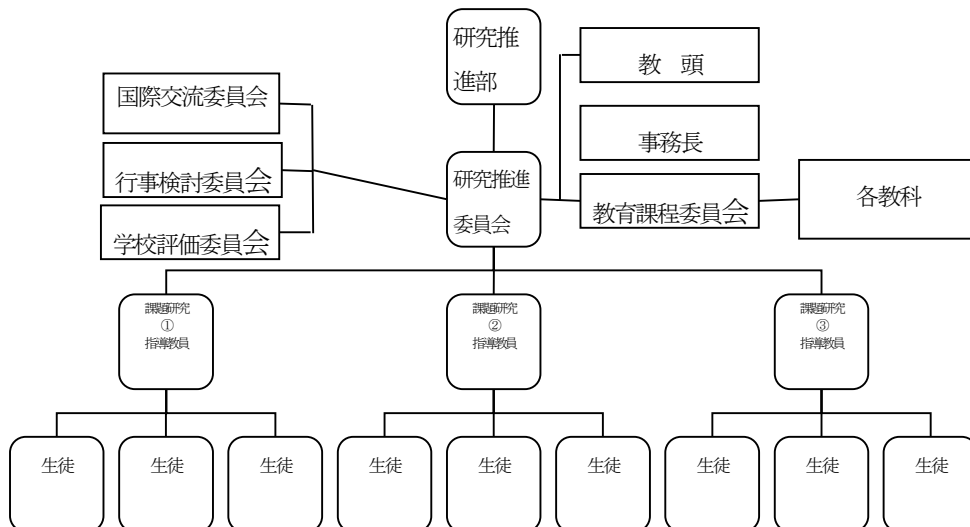 研究推
進部
教　頭
国際交流委員会
事務長
行事検討委員会
研究推進
委員会
教育課程委員会
各教科
学校評価委員会
課題研究
①
指導教員
課題研究
②
指導教員
課題研究
③
指導教員
生徒
生徒
生徒
生徒
生徒
生徒
生徒
生徒
生徒